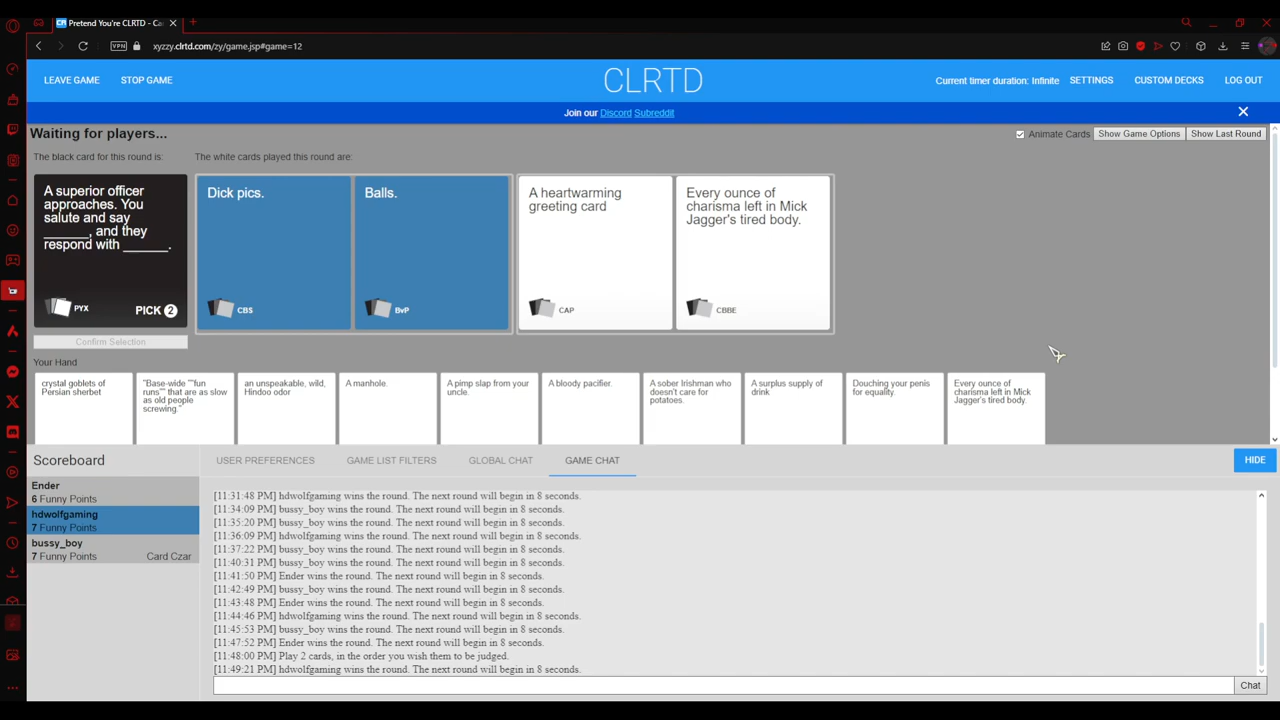 Pretend You're CLRTD - Ca
xyzzy.clrtd.com/zy/game.jsp#game=12
VPN
LEAVE GAME
STOP GAME
CLRTD
Current timer duration: Infinite
SETTINGS
CUSTOM DECKS
LOG OUT
Join our Discord Subreddit
Waiting for players...
Animate Cards
Show Game Options
Show Last Round
The black card for this round is:
The white cards played this round are:
A superior officer
approaches. You
salute and say
______, and they
respond with ______.
PYX
PICK 2
Dick pics.
CBS
Balls.
BvP
A heartwarming
greeting card
CAP
Every ounce of
charisma left in Mick
Jagger's tired body.
CBBE
Confirm Selection
Your Hand
crystal goblets of
Persian sherbet
"Base-wide ""fun
runs"" that are as slow
as old people
screwing."
an unspeakable, wild,
Hindoo odor
A manhole.
A pimp slap from your
uncle.
A bloody pacifier.
A sober Irishman who
doesn't care for
potatoes.
A surplus supply of
drink
Douching your penis
for equality.
Every ounce of
charisma left in Mick
Jagger's tired body.
Scoreboard
Ender
6 Funny Points
hdwolfgaming
7 Funny Points
bussy_boy
7 Funny Points
Card Czar
USER PREFERENCES
GAME LIST FILTERS
GLOBAL CHAT
GAME CHAT
HIDE
[11:31:48 PM] hdwolfgaming wins the round. The next round will begin in 8 seconds.
[11:34:09 PM] bussy_boy wins the round. The next round will begin in 8 seconds.
[11:35:20 PM] bussy_boy wins the round. The next round will begin in 8 seconds.
[11:36:09 PM] hdwolfgaming wins the round. The next round will begin in 8 seconds.
[11:37:22 PM] bussy_boy wins the round. The next round will begin in 8 seconds.
[11:40:31 PM] bussy_boy wins the round. The next round will begin in 8 seconds.
[11:41:50 PM] Ender wins the round. The next round will begin in 8 seconds.
[11:42:49 PM] bussy_boy wins the round. The next round will begin in 8 seconds.
[11:43:48 PM] Ender wins the round. The next round will begin in 8 seconds.
[11:44:46 PM] hdwolfgaming wins the round. The next round will begin in 8 seconds.
[11:45:53 PM] bussy_boy wins the round. The next round will begin in 8 seconds.
[11:47:52 PM] Ender wins the round. The next round will begin in 8 seconds.
[11:48:00 PM] Play 2 cards, in the order you wish them to be judged.
[11:49:21 PM] hdwolfgaming wins the round. The next round will begin in 8 seconds.
Chat